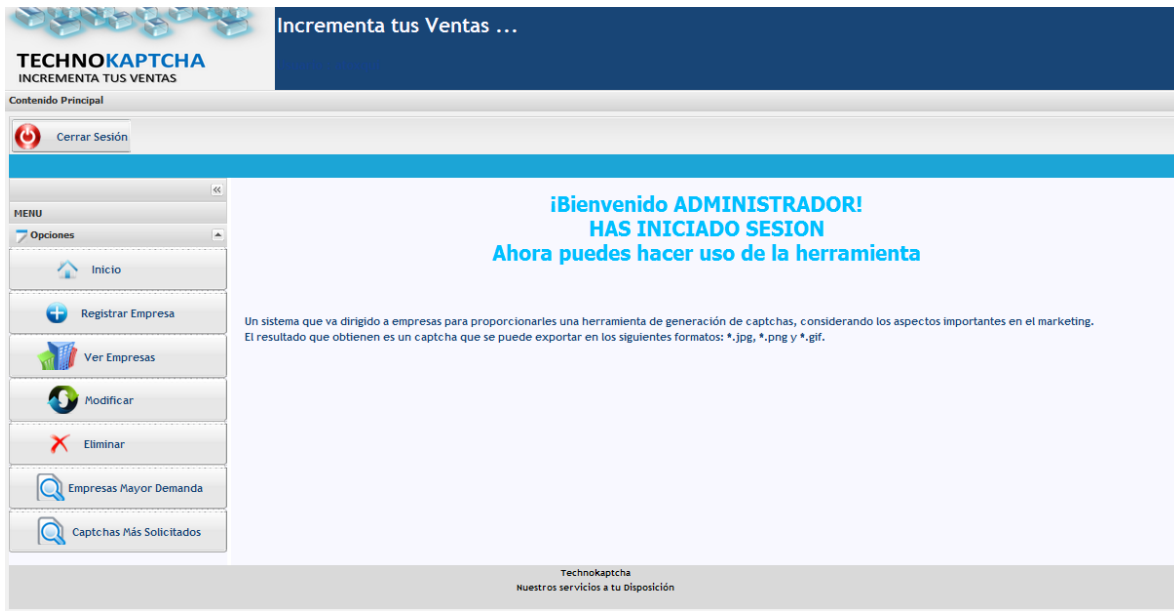 Incrementa tus Ventas ...
TECHNOKAPTCHA
INCREMENTA TUS VENTAS
Contenido Principal
Cerrar Sesión
MENU
Opciones
Inicio
Registrar Empresa
Ver Empresas
Modificar
Eliminar
Empresas Mayor Demanda
Captchas Más Solicitados
¡Bienvenido ADMINISTRADOR!
HAS INICIADO SESION
Ahora puedes hacer uso de la herramienta
Un sistema que va dirigido a empresas para proporcionarles una herramienta de generación de captchas, considerando los aspectos importantes en el marketing.
El resultado que obtienen es un captcha que se puede exportar en los siguientes formatos: *.jpg, *.png y *.gif.
Technokaptcha
Nuestros servicios a tu Disposición